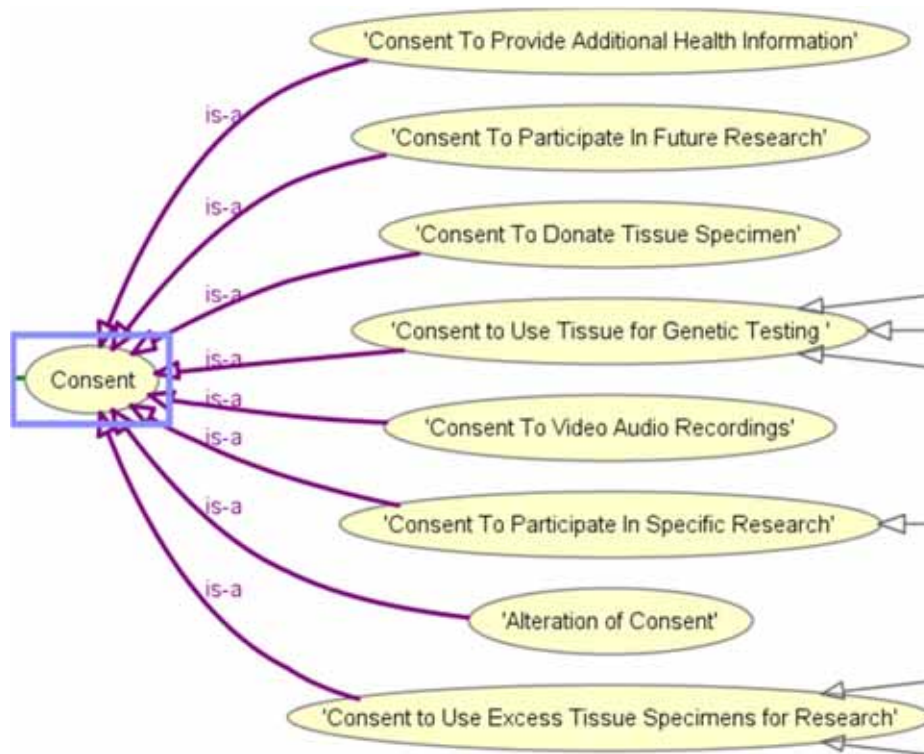 'Consent To Provide Additional Health Information'
is-a
'Consent To Participate In Future Research'
is-a
'Consent To Donate Tissue Specimen'
is-a
'Consent to Use Tissue for Genetic Testing '
is-a
Consent
is-a
'Consent To Video Audio Recordings'
is-a
'Consent To Participate In Specific Research'
is-a
'Alteration of Consent'
is-a
'Consent to Use Excess Tissue Specimens for Research'